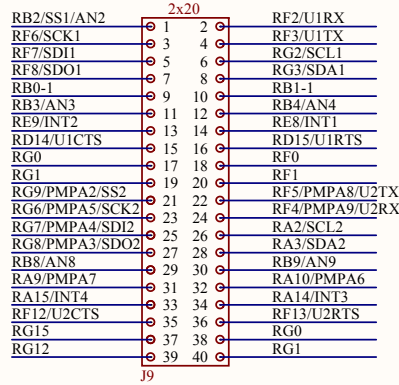 2x20
RB2/SS1/AN2 1 2 RF2/U1RX
RF6/SCK1 3 4 RF3/U1TX
RF7/SDI1 5 6 RG2/SCL1
RF8/SDO1 7 8 RG3/SDA1
RB0-1 9 10 RB1-1
RB3/AN3 11 12 RB4/AN4
RE9/INT2 13 14 RE8/INT1
RD14/U1CTS 15 16 RD15/U1RTS
RG0 17 18 RF0
RG1 19 20 RF1
RG9/PMPA2/SS2 21 22 RF5/PMPA8/U2TX
RG6/PMPA5/SCK2 23 24 RF4/PMPA9/U2RX
RG7/PMPA4/SDI2 25 26 RA2/SCL2
RG8/PMPA3/SDO2 27 28 RA3/SDA2
RB8/AN8 29 30 RB9/AN9
RA9/PMPA7 31 32 RA10/PMPA6
RA15/INT4 33 34 RA14/INT3
RF12/U2CTS 35 36 RF13/U2RTS
RG15 37 38 RG0
RG12 39 40 RG1
J9